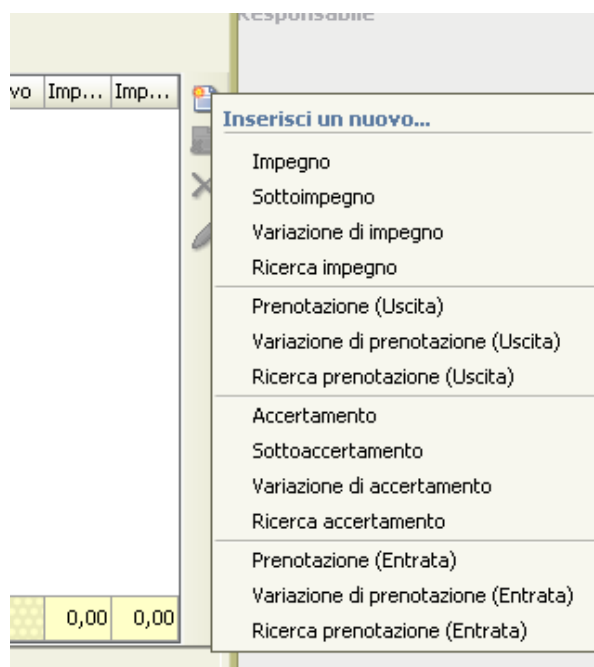 Responsabile
vo Imp... Imp...
Inserisci un nuovo...
Impegno
Sottoimpegno
Variazione di impegno
Ricerca impegno
Prenotazione (Uscita)
Variazione di prenotazione (Uscita)
Ricerca prenotazione (Uscita)
Accertamento
Sottoaccertamento
Variazione di accertamento
Ricerca accertamento
Prenotazione (Entrata)
Variazione di prenotazione (Entrata)
0,00 0,00
Ricerca prenotazione (Entrata)